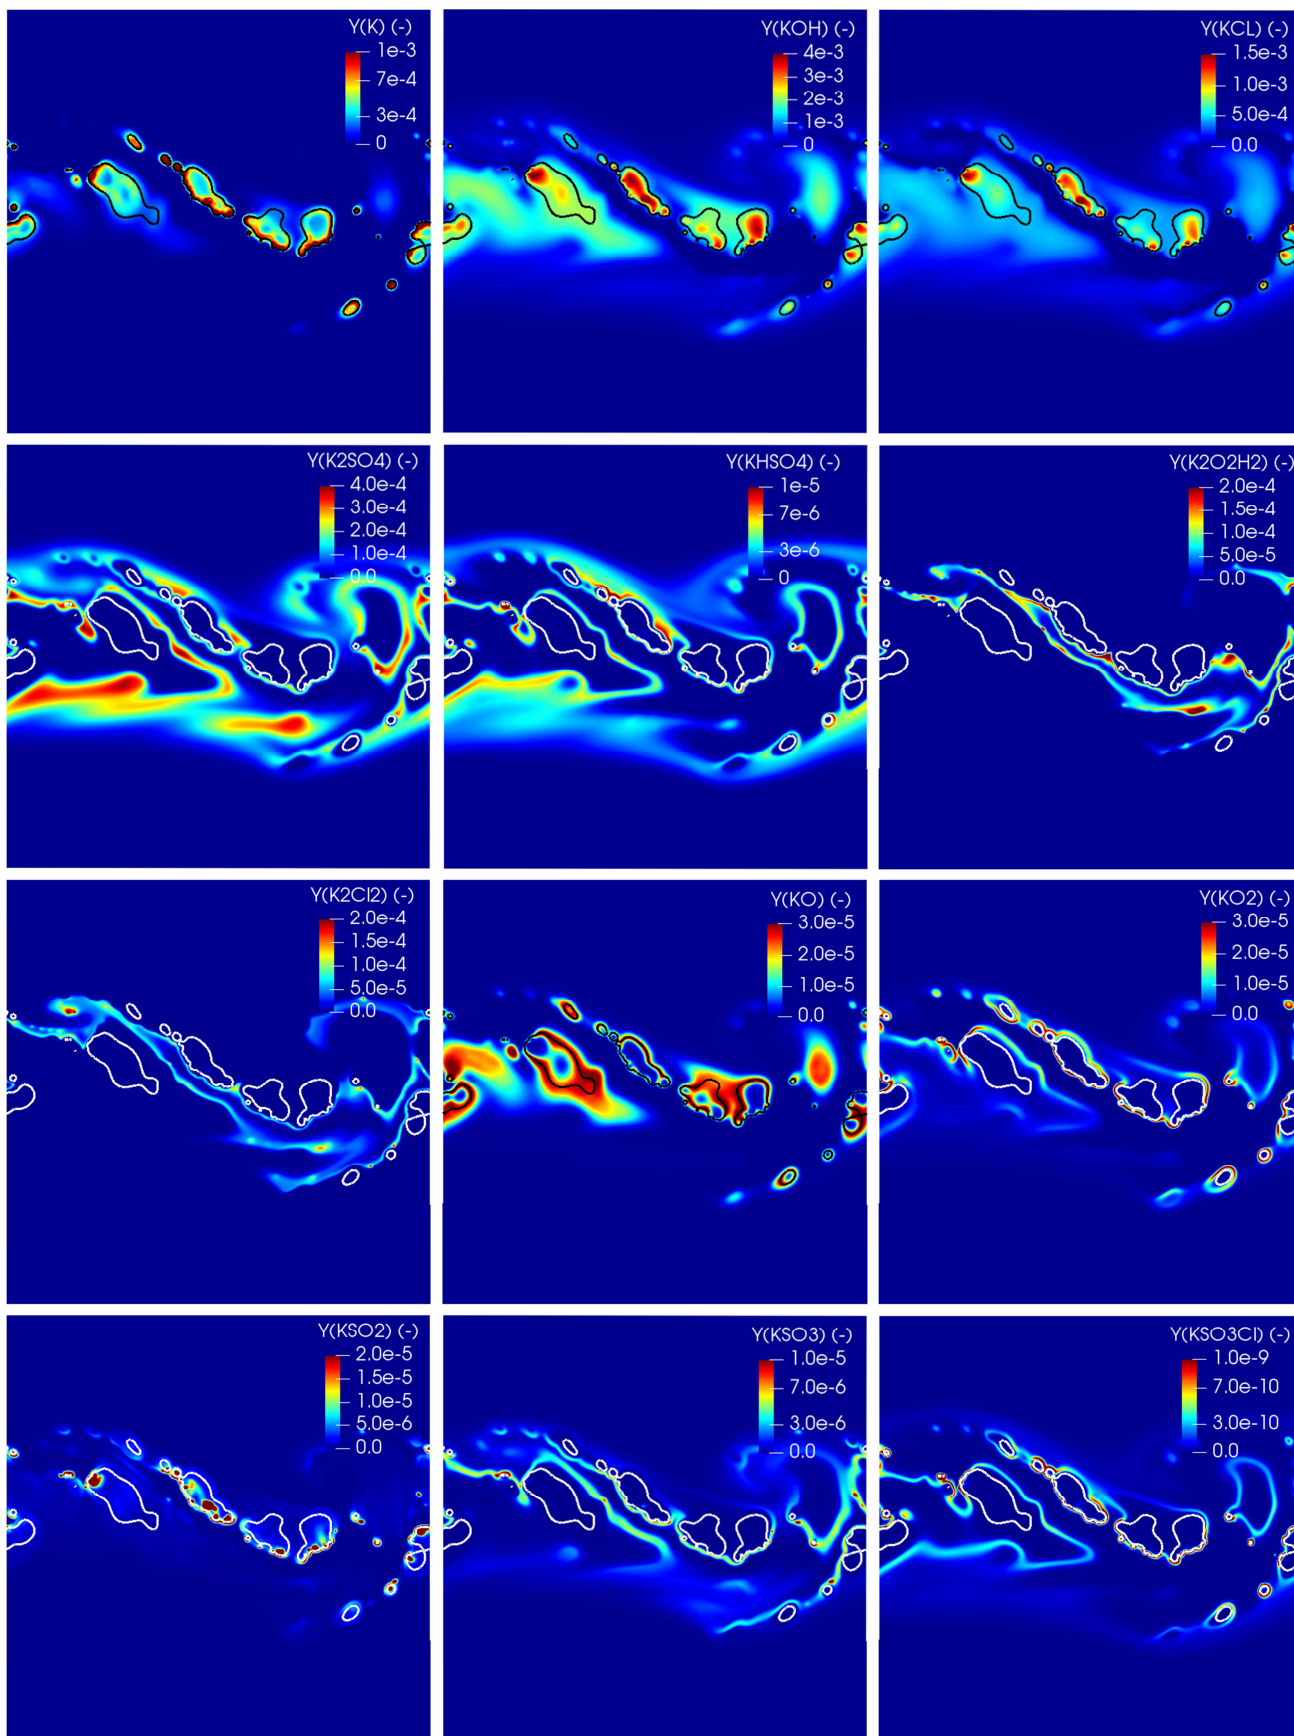 Y(K) (-)
1e-3
7e-4
3e-4
0
Y(KOH) (-)
4e-3
3e-3
2e-3
1e-3
0
Y(KCL) (-)
1.5e-3
1.0e-3
5.0e-4
0.0
Y(K2SO4) (-)
4.0e-4
3.0e-4
2.0e-4
1.0e-4
0.0
Y(KHSO4) (-)
1e-5
7e-6
3e-6
0
Y(K2O2H2) (-)
2.0e-4
1.5e-4
1.0e-4
5.0e-5
0.0
Y(K2Cl2) (-)
2.0e-4
1.5e-4
1.0e-4
5.0e-5
0.0
Y(KO) (-)
3.0e-5
2.0e-5
1.0e-5
0.0
Y(KO2) (-)
3.0e-5
2.0e-5
1.0e-5
0.0
Y(KSO2) (-)
2.0e-5
1.5e-5
1.0e-5
5.0e-6
0.0
Y(KSO3) (-)
1.0e-5
7.0e-6
3.0e-6
0.0
Y(KSO3Cl) (-)
1.0e-9
7.0e-10
3.0e-10
0.0